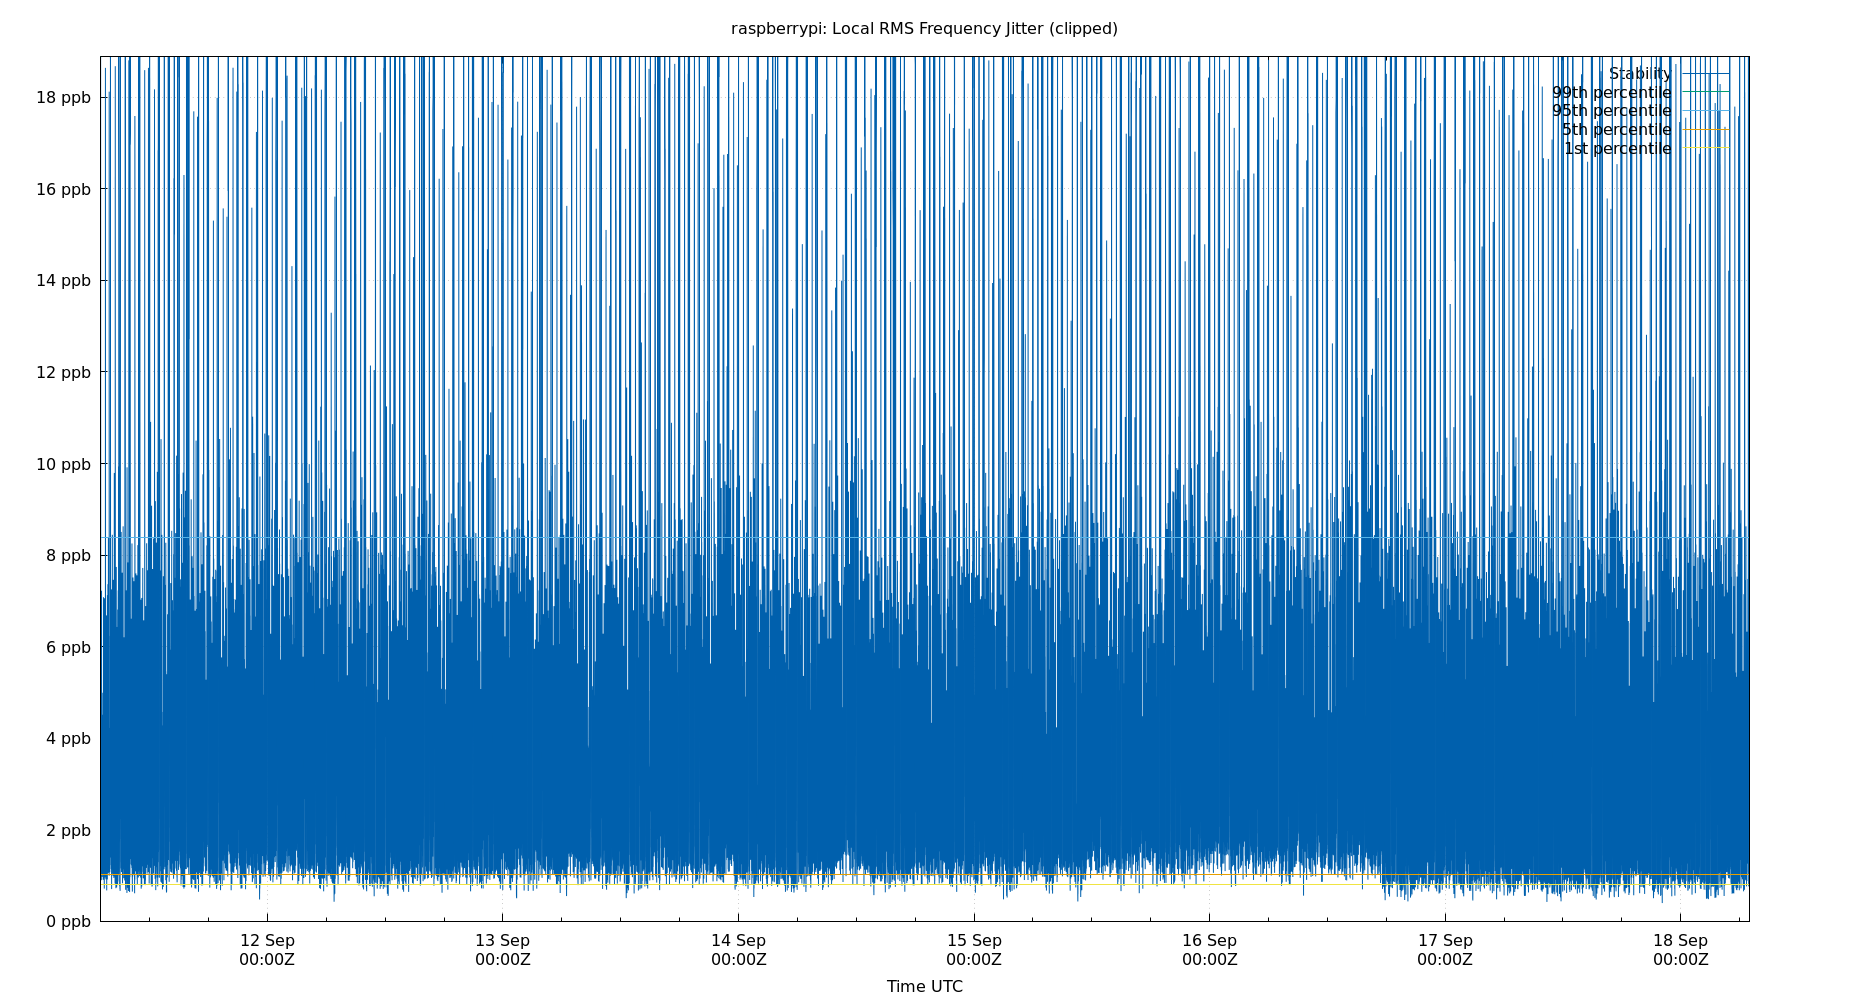 raspberrypi: Local RMS Frequency Jitter (clipped)
Stability
99th percentile
95th percentile
5th percentile
1st percentile
18 ppb
16 ppb
14 ppb
12 ppb
10 ppb
8 ppb
6 ppb
4 ppb
2 ppb
0 ppb
12 Sep 13 Sep 14 Sep 15 Sep 16 Sep 17 Sep 18 Sep
00:00Z 00:00Z 00:00Z 00:00Z 00:00Z 00:00Z 00:00Z
Time UTC